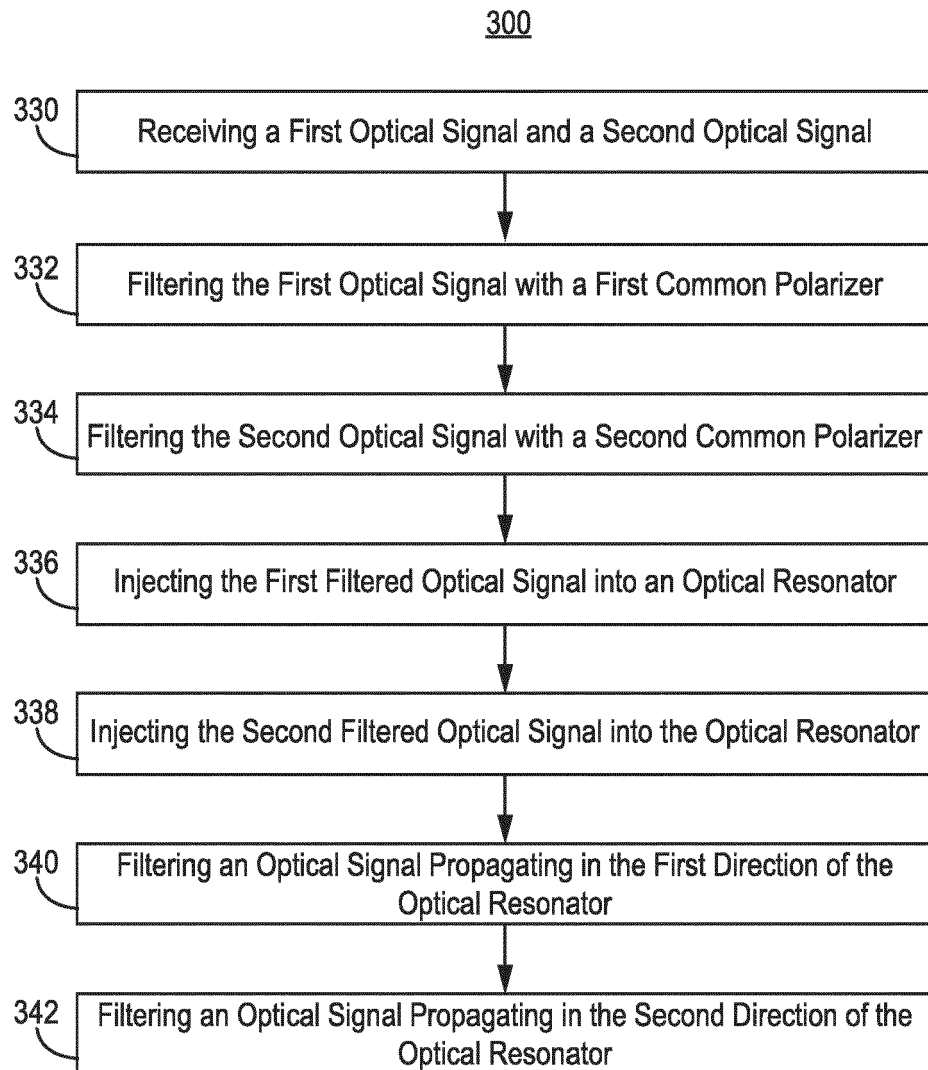 300
330
Receiving a First Optical Signal and a Second Optical Signal
332
Filtering the First Optical Signal with a First Common Polarizer
334
Filtering the Second Optical Signal with a Second Common Polarizer
336
Injecting the First Filtered Optical Signal into an Optical Resonator
338
Injecting the Second Filtered Optical Signal into the Optical Resonator
340
Filtering an Optical Signal Propagating in the First Direction of the
Optical Resonator
342
Filtering an Optical Signal Propagating in the Second Direction of the
Optical Resonator